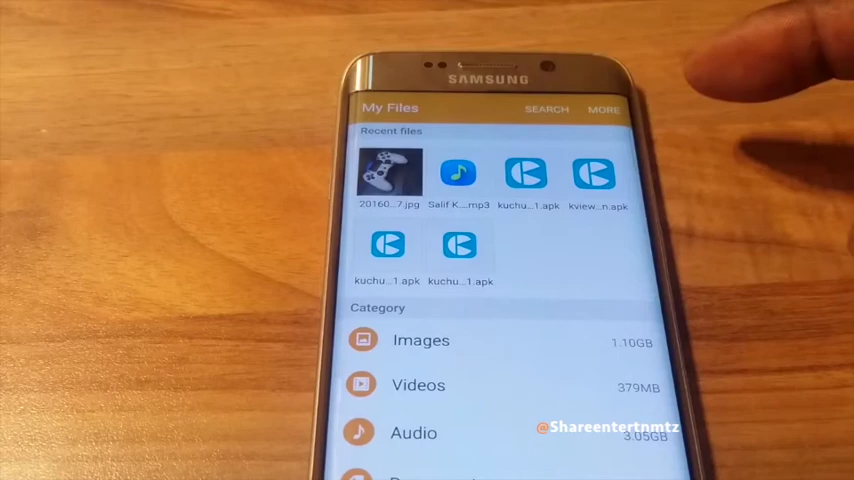 SAMSUNG
My Files SEARCH MORE
Recent files
20160...7.jpg Salif K....mp3 kuchu...1.apk kview...n.apk
kuchu...1.apk kuchu...1.apk
Category
Images 1.10GB
Videos 379MB
Audio 3.05GB
@Shareentertnmtz